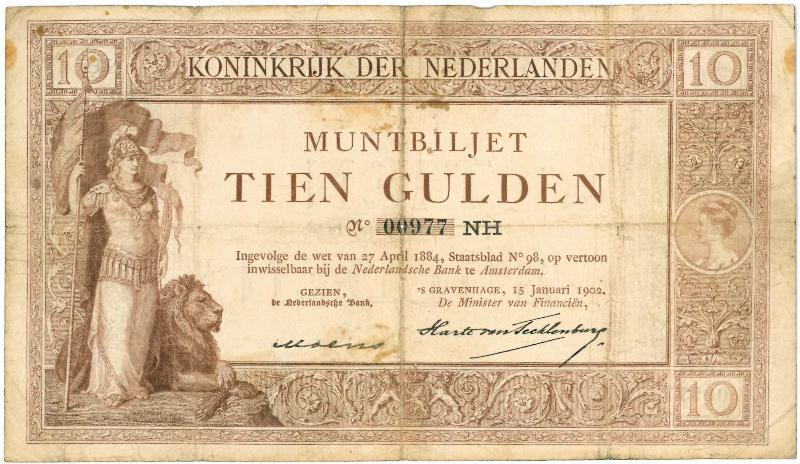 10 KONINKRIJK DER NEDERLANDEN 10
MUNTBILJET
TIEN GULDEN
No 00977 NH
Ingevolge de wet van 27 April 1884, Staatsblad No 98, op vertoon
inwisselbaar bij de Nederlandsche Bank te Amsterdam.
GEZIEN,
de Nederlandsche Bank.
'S GRAVENHAGE, 15 Januari 1902.
De Minister van Financiën,
Harte van Tecklenburg.
10